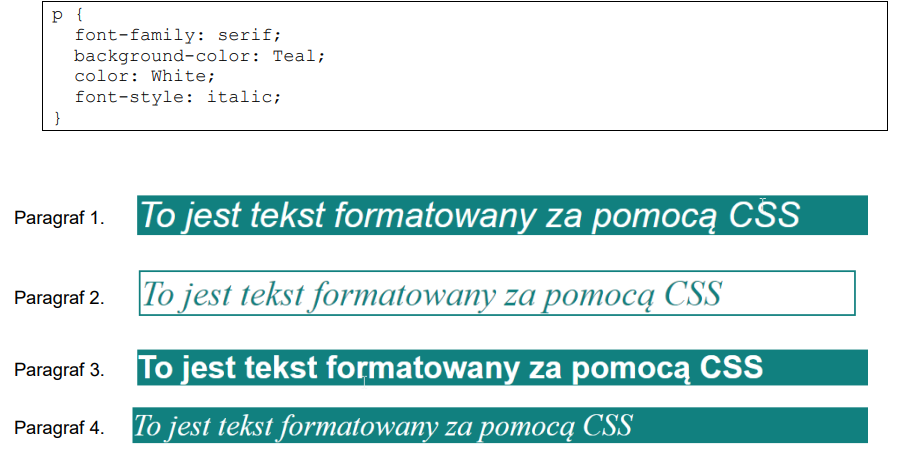 p {
font-family: serif;
background-color: Teal;
color: White;
font-style: italic;
}
Paragraf 1. To jest tekst formatowany za pomocą CSS
Paragraf 2. To jest tekst formatowany za pomocą CSS
Paragraf 3. To jest tekst formatowany za pomocą CSS
Paragraf 4. To jest tekst formatowany za pomocą CSS